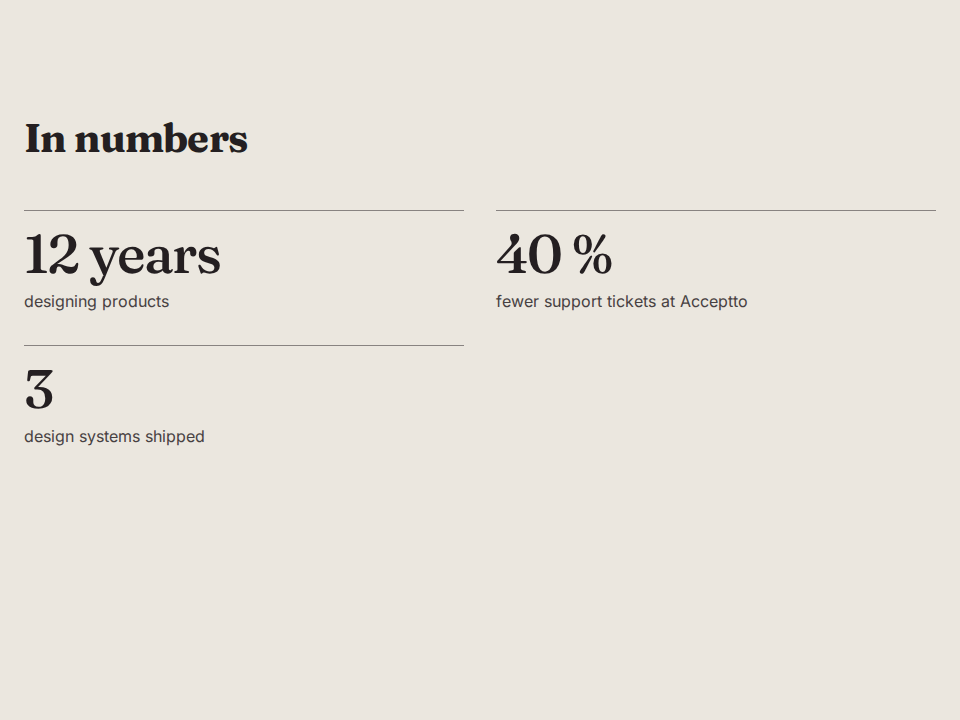 In numbers
12 years
designing products
40 %
fewer support tickets at Acceptto
3
design systems shipped